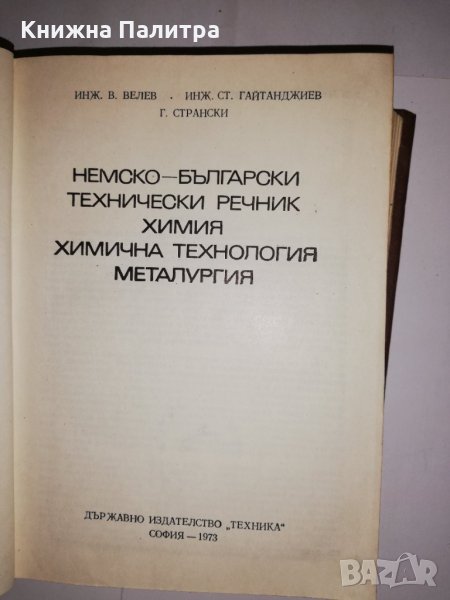 Книжна Палитра
ИНЖ. В. ВЕЛЕВ · ИНЖ. СТ. ГАЙТАНДЖИЕВ
Г. СТРАНСКИ
НЕМСКО—БЪЛГАРСКИ
ТЕХНИЧЕСКИ РЕЧНИК
ХИМИЯ
ХИМИЧНА ТЕХНОЛОГИЯ
МЕТАЛУРГИЯ
ДЪРЖАВНО ИЗДАТЕЛСТВО „ТЕХНИКА“
СОФИЯ — 1973
BAZAR